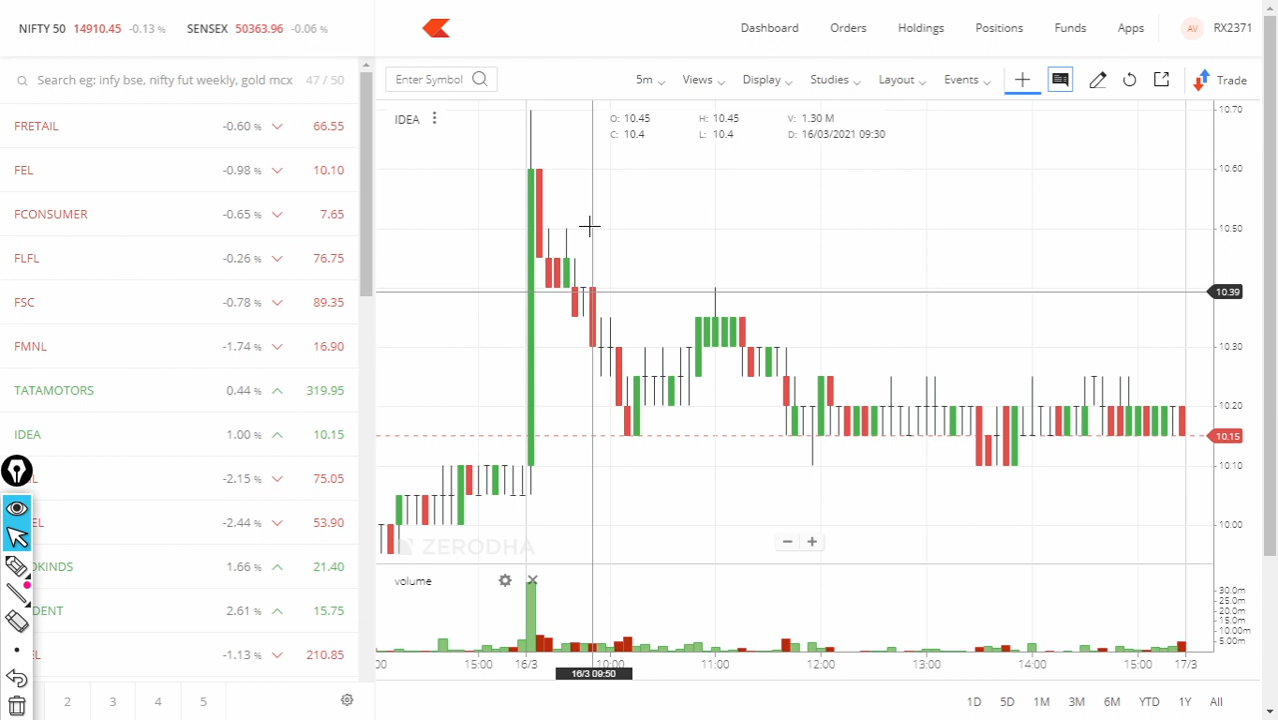 NIFTY 50 14910.45 -0.13 % SENSEX 50363.96 -0.06 %
Dashboard Orders Holdings Positions Funds Apps AV RX2371
Search eg: infy bse, nifty fut weekly, gold mcx 47 / 50
FRETAIL -0.60 % 66.55
FEL -0.98 % 10.10
FCONSUMER -0.65 % 7.65
FLFL -0.26 % 76.75
FSC -0.78 % 89.35
FMNL -1.74 % 16.90
TATAMOTORS 0.44 % 319.95
IDEA 1.00 % 10.15
L -2.15 % 75.05
EL -2.44 % 53.90
OKINDS 1.66 % 21.40
DENT 2.61 % 15.75
EL -1.13 % 210.85
2 3 4 5
Enter Symbol 5m Views Display Studies Layout Events Trade
IDEA
O: 10.45 H: 10.45 V: 1.30 M
C: 10.4 L: 10.4 D: 16/03/2021 09:30
10.70
10.60
10.50
10.39
10.30
10.20
10.15
10.10
10.00
ZERODHA
volume
30.0m
25.0m
20.0m
15.0m
10.00m
5.00m
:00 15:00 16/3 10:00 11:00 12:00 13:00 14:00 15:00 17/3
16/3 09:50
1D 5D 1M 3M 6M YTD 1Y All